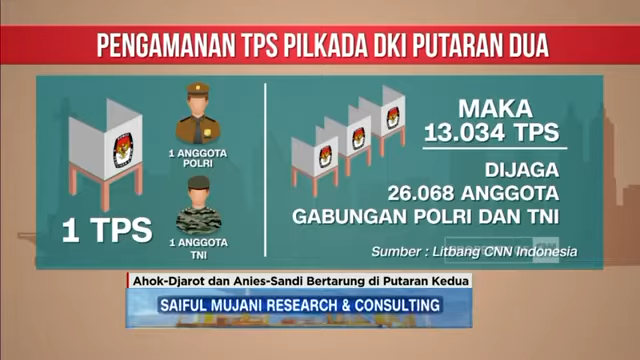 PENGAMANAN TPS PILKADA DKI PUTARAN DUA
1 TPS
1 ANGGOTA
POLRI
1 ANGGOTA
TNI
MAKA
13.034 TPS
DIJAGA
26.068 ANGGOTA
GABUNGAN POLRI DAN TNI
Sumber : Litbang CNN Indonesia
Ahok-Djarot dan Anies-Sandi Bertarung di Putaran Kedua
SAIFUL MUJANI RESEARCH & CONSULTING